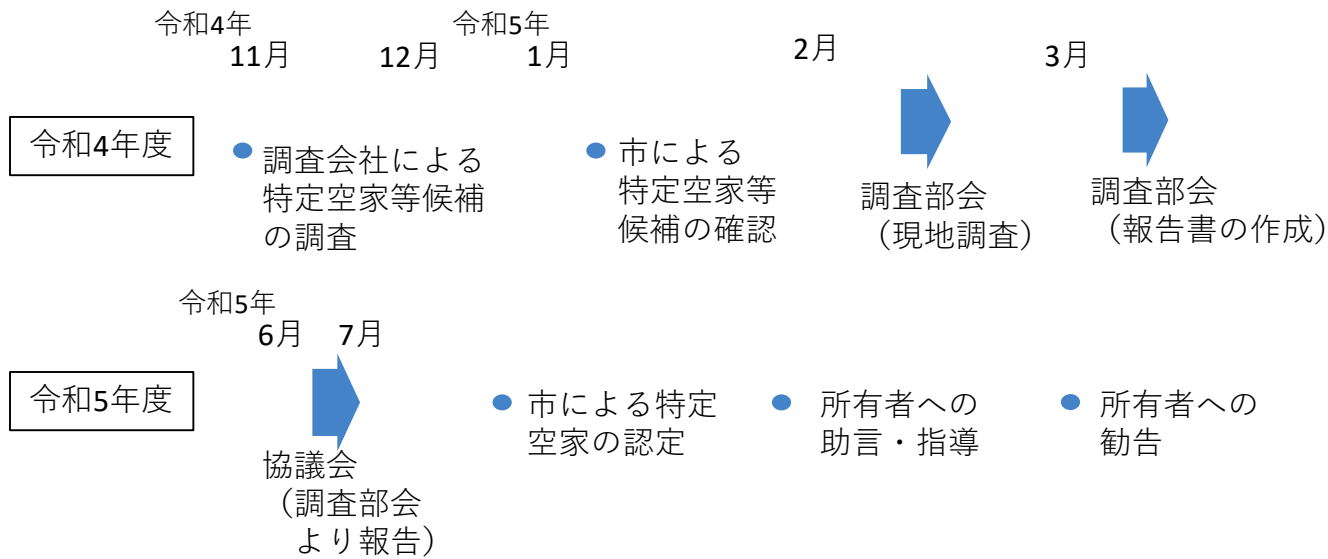 令和4年 令和5年
11月 12月 1月 2月 3月
令和4年度
調査会社による
特定空家等候補
の調査
市による
特定空家等
候補の確認
調査部会
（現地調査）
調査部会
（報告書の作成）
令和5年
6月 7月
令和5年度
協議会
（調査部会
より報告）
市による特定
空家の認定
所有者への
助言・指導
所有者への
勧告